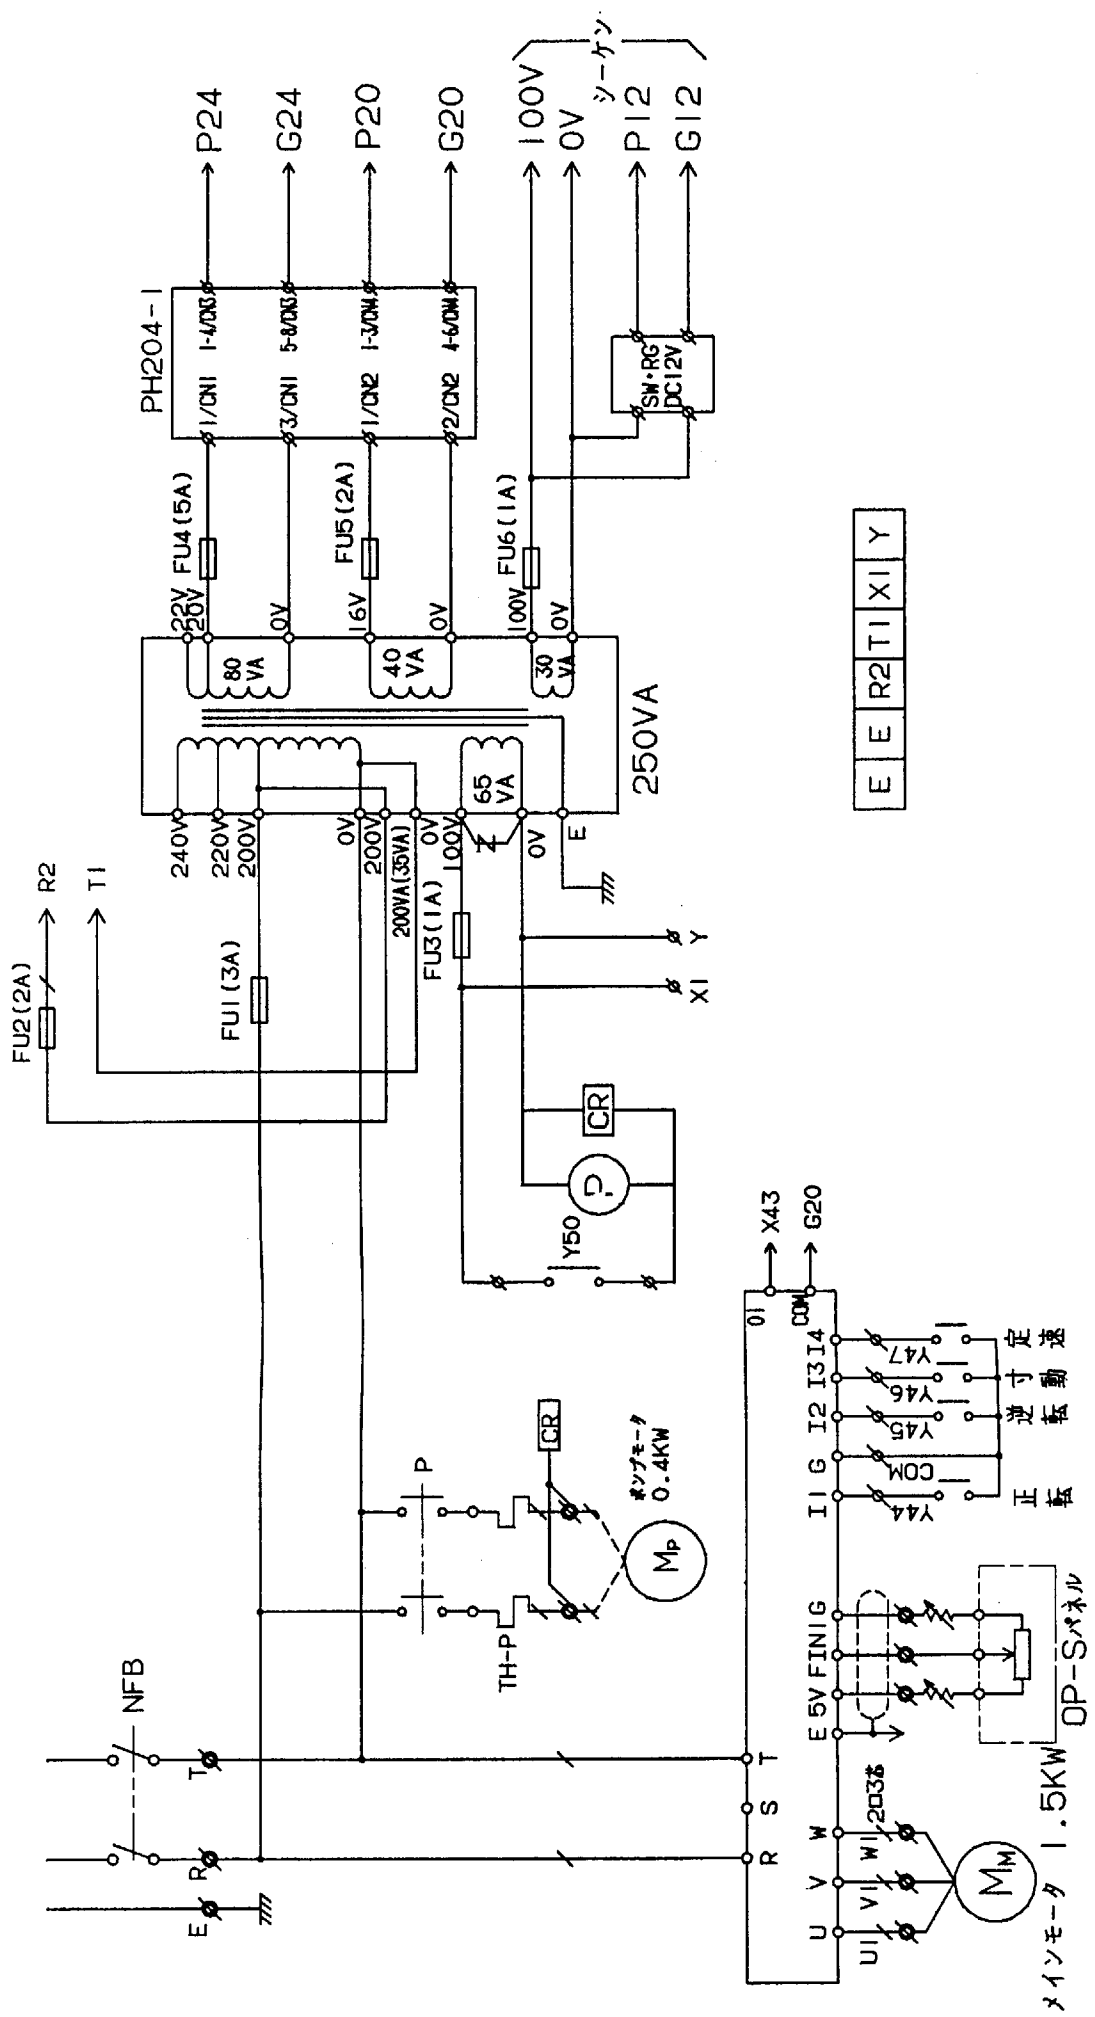 E
R
T
NFB
TH-P
P
CR
MP
ポンプモータ
0.4KW
FU2(2A)
R2
T1
FU1(3A)
240V
220V
200V
0V
200V
200VA(35VA)
0V
100V
FU3(1A)
0V
E
65
VA
X1
Y
Y50
P
CR
250VA
22V
20V
80
VA
0V
16V
40
VA
0V
100V
30
VA
0V
FU4(5A)
FU5(2A)
FU6(1A)
PH204-1
1/CN1 1-4/CN3
3/CN1 5-8/CN3
1/CN2 1-3/CN4
2/CN2 4-6/CN4
P24
G24
P20
G20
100V
0V
シーケン
P12
G12
SW・RG
DC12V
R S T
O1
COM
X43
G20
U V W
E 5V FIN1G
I1 G I2 I3 I4
U1 V1 W1
203
MM
メインモータ 1.5KW
OP-Sパネル
Y44 COM Y45 Y46 Y47
正転
逆転
寸動
定速
E E R2 T1 X1 Y